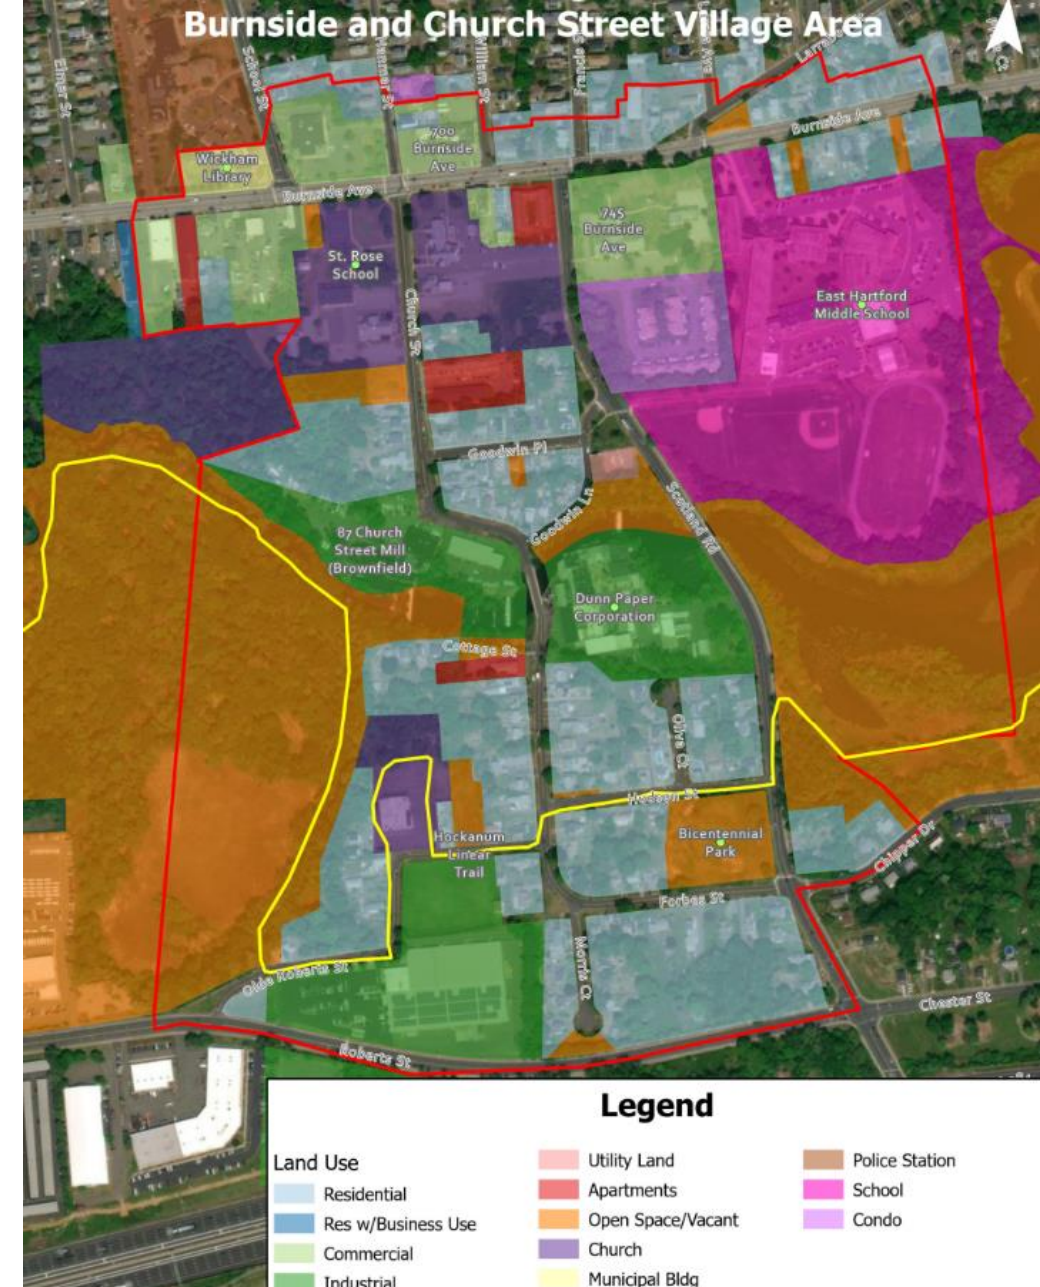 Burnside and Church Street Village Area
Elmer St
School St
William St
Larra
Burnside Ave
Wickham
Library
700
Burnside
Ave
Burnside Ave
St. Rose
School
745
Burnside
Ave
East Hartford
Middle School
Church St
Goodwin Pl
Goodwin Ln
Scotland Rd
87 Church
Street Mill
(Brownfield)
Dunn Paper
Corporation
Cottage St
Olive Ct
Hudson St
Hockanum
Linear
Trail
Bicentennial
Park
Chipper Dr
Forbes St
Morris Ct
Olde Roberts St
Chester St
Roberts St
Legend
Land Use
Residential
Res w/Business Use
Commercial
Industrial
Utility Land
Apartments
Open Space/Vacant
Church
Municipal Bldg
Police Station
School
Condo